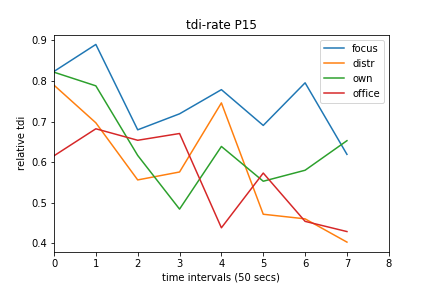 tdi-rate P15
relative tdi
0.9
0.8
0.7
0.6
0.5
0.4
focus
distr
own
office
0 1 2 3 4 5 6 7 8
time intervals (50 secs)